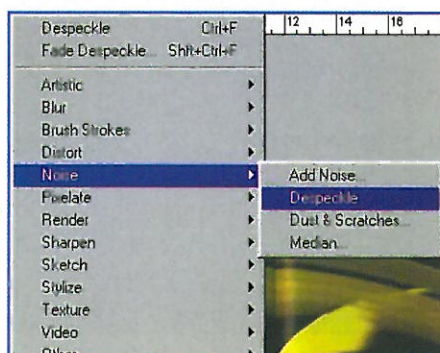 Despeckle Ctrl+F
Fade Despeckle... Shft+Ctrl+F
12 14 16
Artistic
Blur
Brush Strokes
Distort
Noise
Add Noise...
Pixelate
Despeckle
Render
Dust & Scratches...
Sharpen
Median...
Sketch
Stylize
Texture
Video
Other